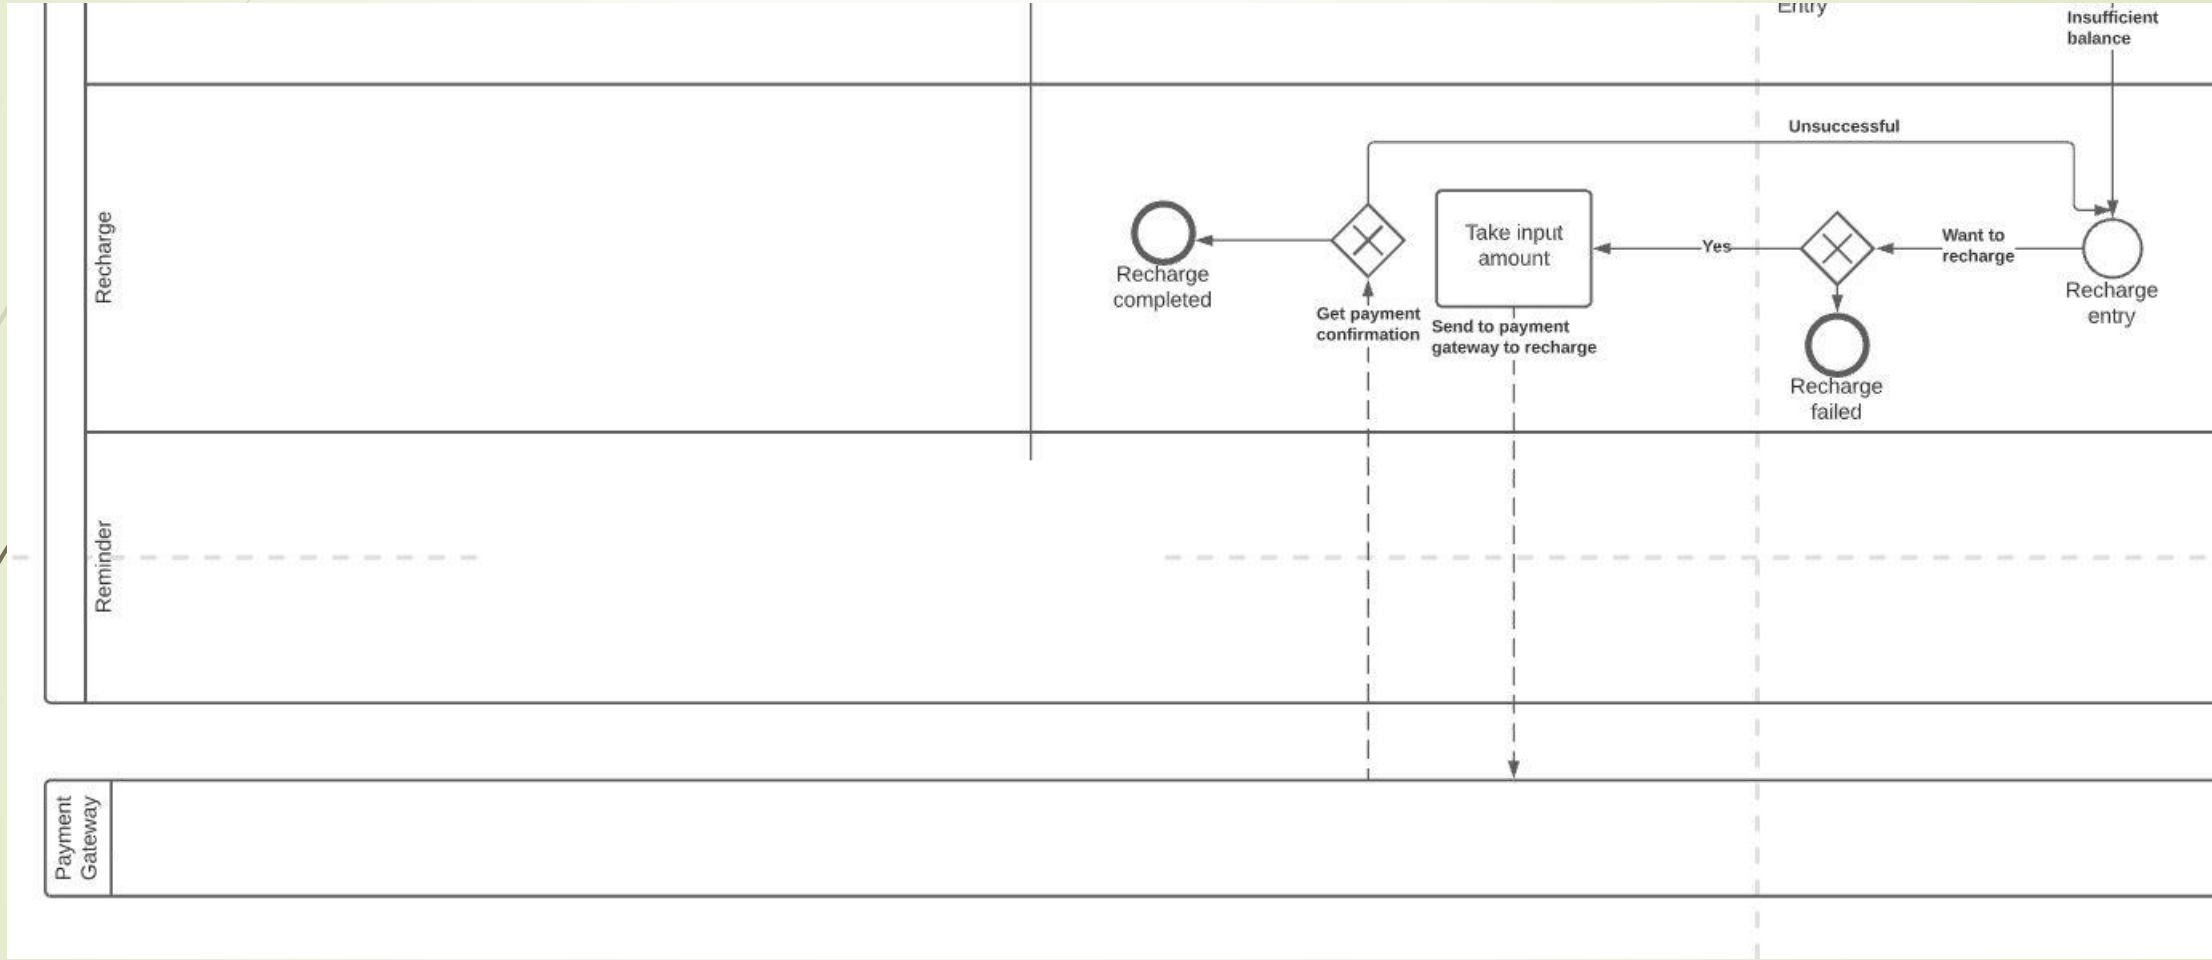 Entry
Insufficient
balance
Unsuccessful
Recharge
Recharge
completed
Get payment
confirmation
Take input
amount
Send to payment
gateway to recharge
Yes
Want to
recharge
Recharge
entry
Recharge
failed
Reminder
Payment
Gateway